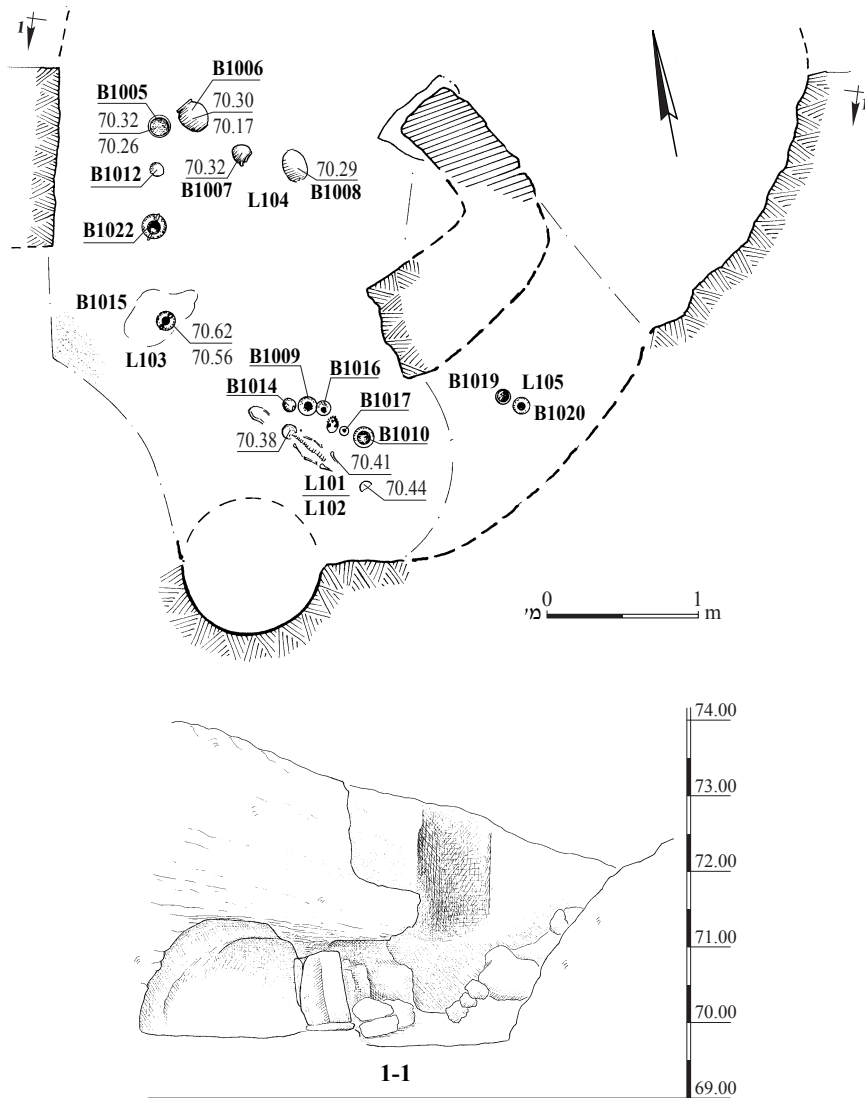 1
1
B1006
B1005
70.30
70.17
70.32
70.26
B1012
70.32
B1007
70.29
B1008
L104
B1022
B1015
70.62
70.56
L103
B1009
B1016
B1014
B1017
B1010
70.38
70.41
L101
L102
70.44
B1019
L105
B1020
0
1
מ'
m
74.00
73.00
72.00
71.00
70.00
69.00
1-1